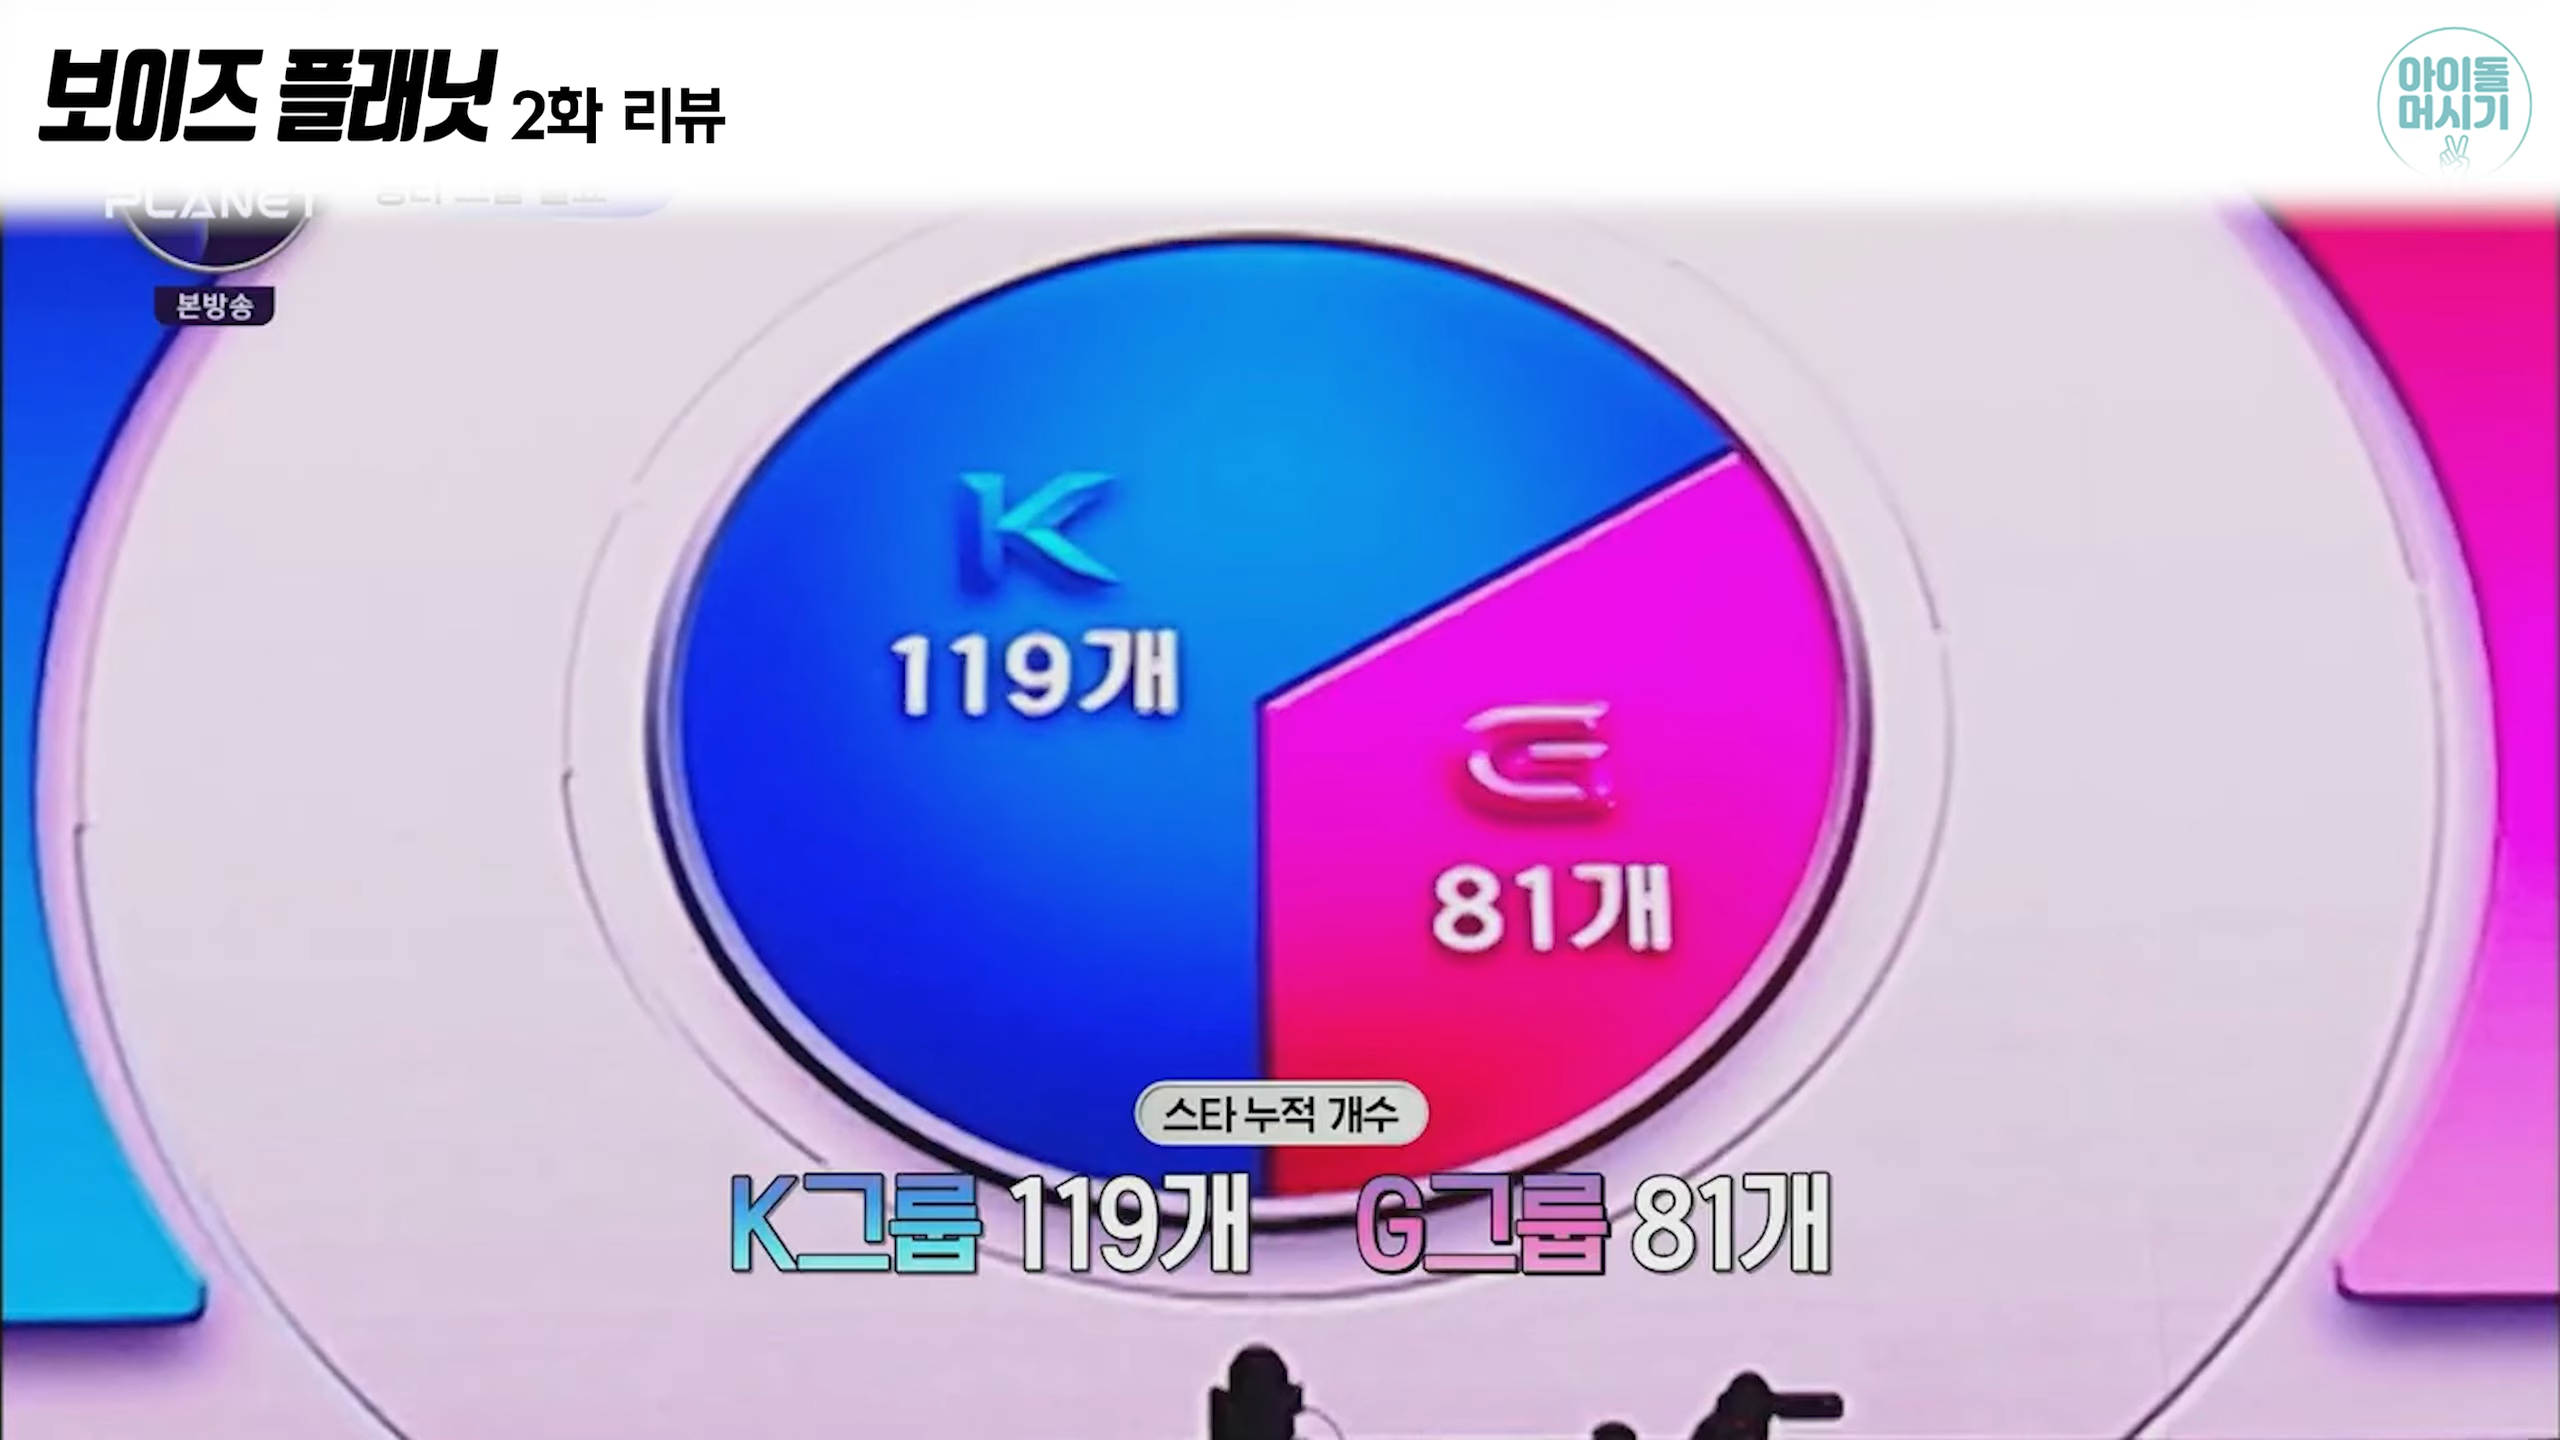 보이즈 플래닛 2화 리뷰
아이돌
머시기
PLANET
본방송
K
119개
G
81개
스타 누적 개수
K그룹 119개 G그룹 81개